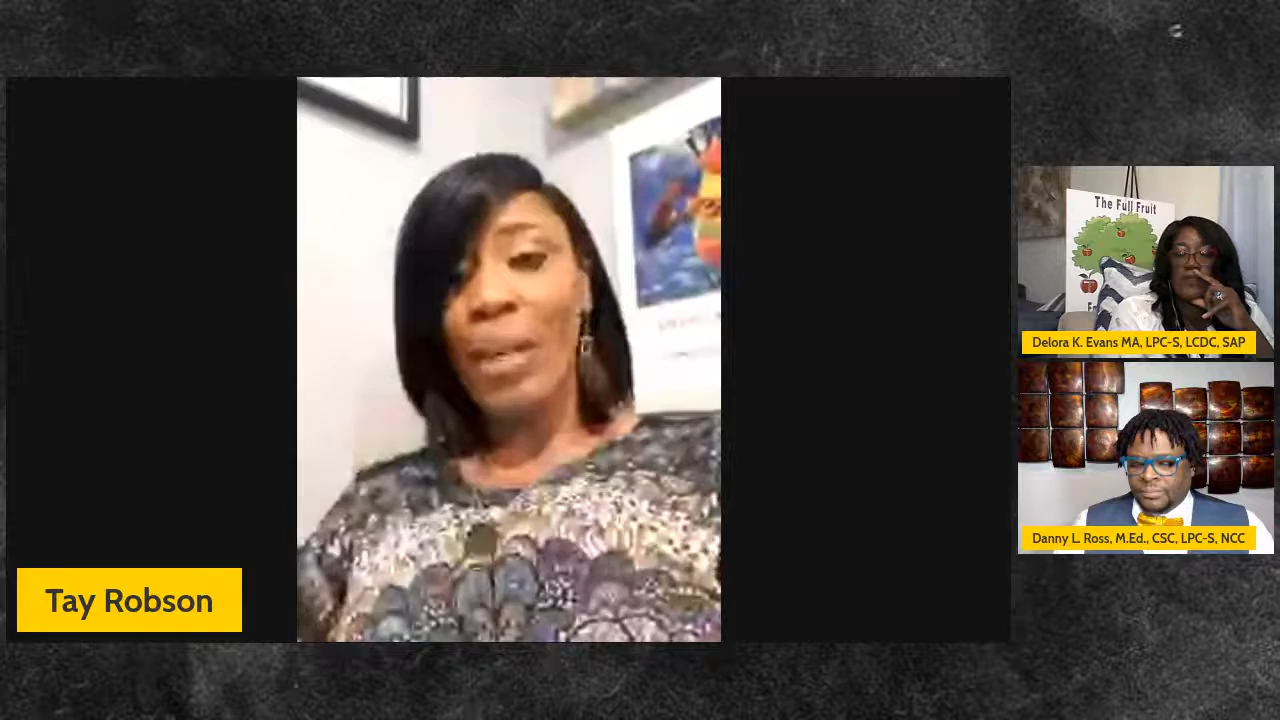 Tay Robson
The Full Fruit
Delora K. Evans MA, LPC-S, LCDC, SAP
Danny L. Ross, M.Ed., CSC, LPC-S, NCC